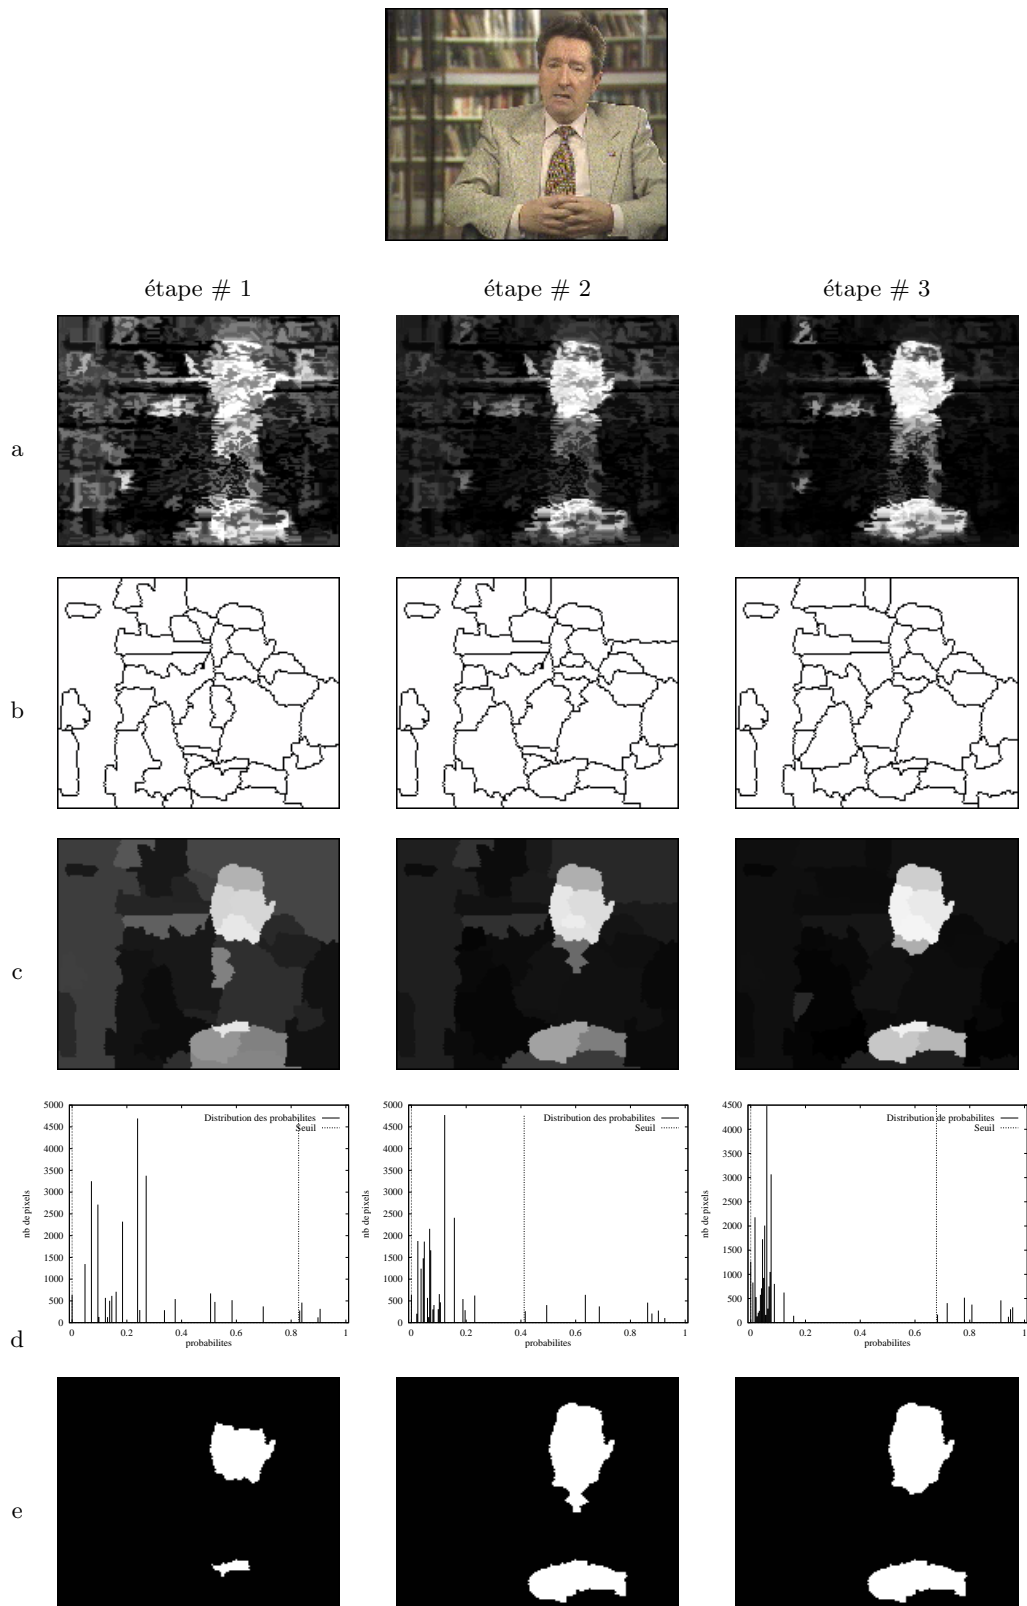 étape # 1 étape # 2 étape # 3
a
b
c
d
5000
4500
4000
3500
3000
2500
2000
1500
1000
500
0
0 0.2 0.4 0.6 0.8 1
nb de pixels
probabilites
Distribution des probabilites
Seuil
5000
4500
4000
3500
3000
2500
2000
1500
1000
500
0
0 0.2 0.4 0.6 0.8 1
nb de pixels
probabilites
Distribution des probabilites
Seuil
4500
4000
3500
3000
2500
2000
1500
1000
500
0
0 0.2 0.4 0.6 0.8 1
nb de pixels
probabilites
Distribution de probabilites
Seuil
e